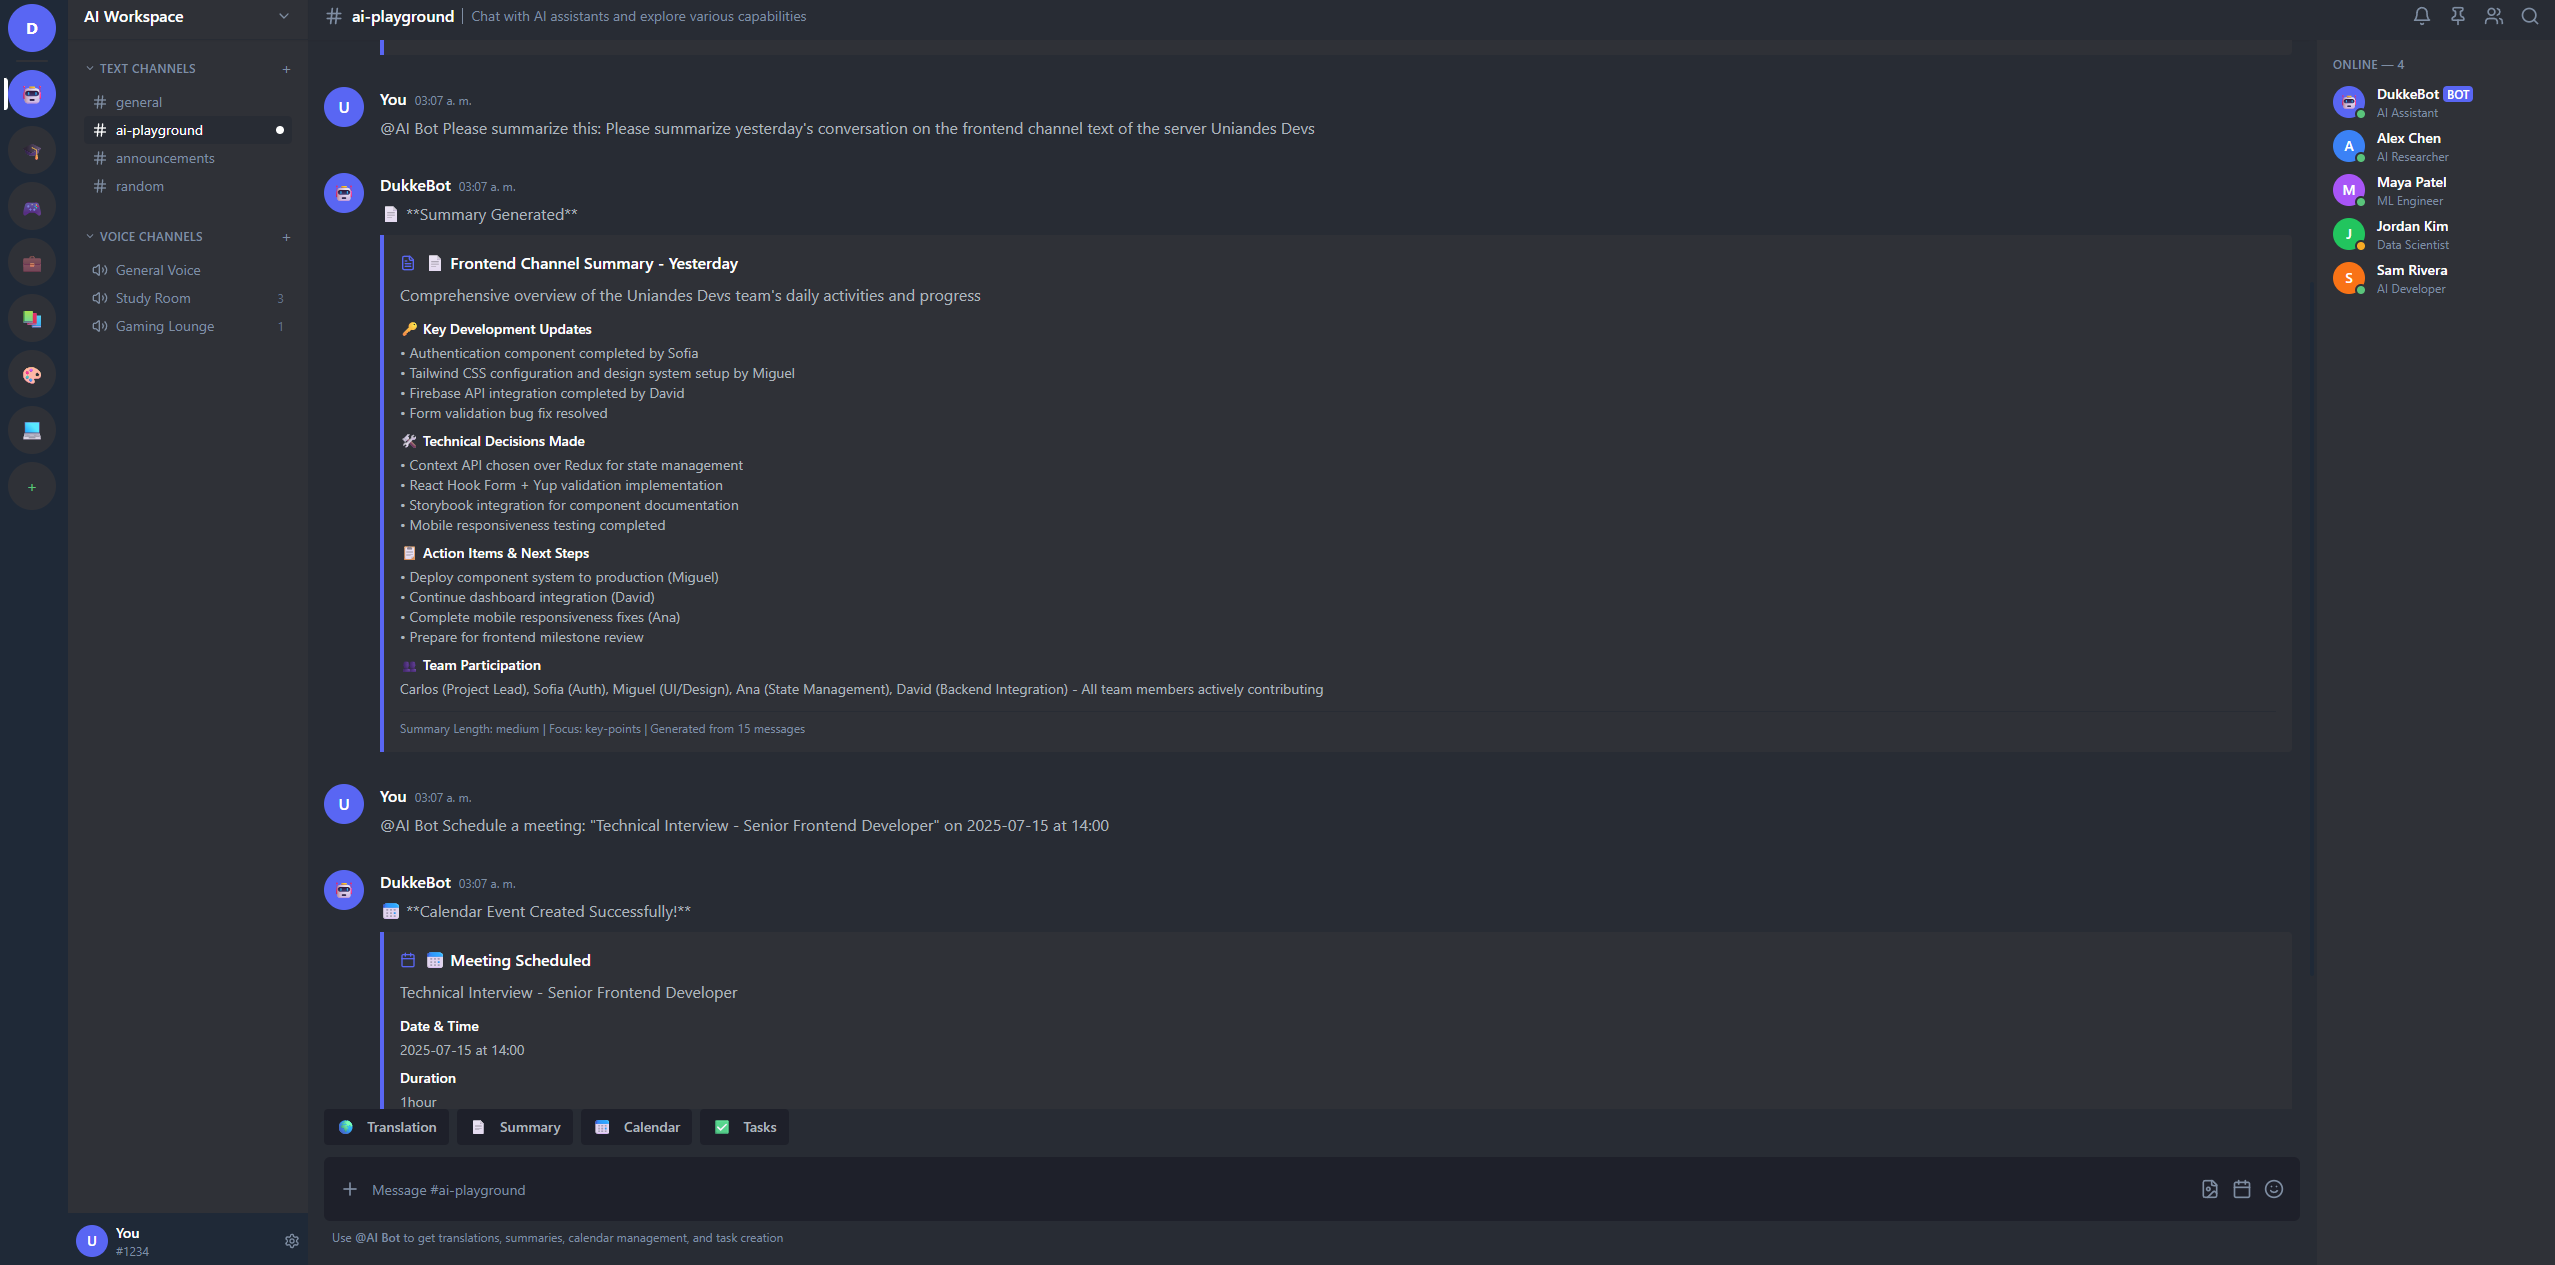 D
AI Workspace
TEXT CHANNELS
+
# general
# ai-playground
# announcements
# random
VOICE CHANNELS
+
General Voice
Study Room 3
Gaming Lounge 1
+
U
You
#1234
# ai-playground | Chat with AI assistants and explore various capabilities
U
You 03:07 a. m.
@AI Bot Please summarize this: Please summarize yesterday's conversation on the frontend channel text of the server Uniandes Devs
DukkeBot 03:07 a. m.
📄 **Summary Generated**
📄 Frontend Channel Summary - Yesterday
Comprehensive overview of the Uniandes Devs team's daily activities and progress
🔑 Key Development Updates
• Authentication component completed by Sofia
• Tailwind CSS configuration and design system setup by Miguel
• Firebase API integration completed by David
• Form validation bug fix resolved
🛠 Technical Decisions Made
• Context API chosen over Redux for state management
• React Hook Form + Yup validation implementation
• Storybook integration for component documentation
• Mobile responsiveness testing completed
📋 Action Items & Next Steps
• Deploy component system to production (Miguel)
• Continue dashboard integration (David)
• Complete mobile responsiveness fixes (Ana)
• Prepare for frontend milestone review
👥 Team Participation
Carlos (Project Lead), Sofia (Auth), Miguel (UI/Design), Ana (State Management), David (Backend Integration) - All team members actively contributing
Summary Length: medium | Focus: key-points | Generated from 15 messages
U
You 03:07 a. m.
@AI Bot Schedule a meeting: "Technical Interview - Senior Frontend Developer" on 2025-07-15 at 14:00
DukkeBot 03:07 a. m.
📅 **Calendar Event Created Successfully!**
📅 Meeting Scheduled
Technical Interview - Senior Frontend Developer
Date & Time
2025-07-15 at 14:00
Duration
1hour
Translation
Summary
Calendar
Tasks
+ Message #ai-playground
Use @AI Bot to get translations, summaries, calendar management, and task creation
ONLINE — 4
DukkeBot BOT
AI Assistant
A
Alex Chen
AI Researcher
M
Maya Patel
ML Engineer
J
Jordan Kim
Data Scientist
S
Sam Rivera
AI Developer